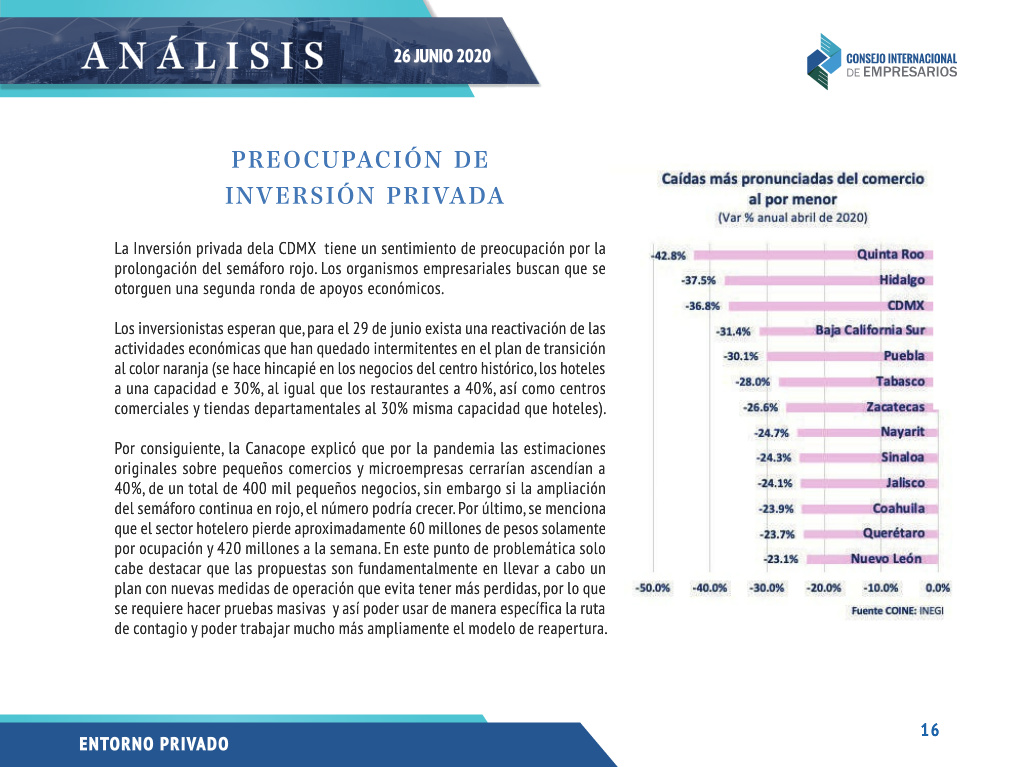 ANÁLISIS
26 JUNIO 2020
CONSEJO INTERNACIONAL
DE EMPRESARIOS
PREOCUPACIÓN DE
INVERSIÓN PRIVADA
La Inversión privada dela CDMX  tiene un sentimiento de preocupación por la
prolongación del semáforo rojo. Los organismos empresariales buscan que se
otorguen una segunda ronda de apoyos económicos.
Los inversionistas esperan que, para el 29 de junio exista una reactivación de las
actividades económicas que han quedado intermitentes en el plan de transición
al color naranja (se hace hincapié en los negocios del centro histórico, los hoteles
a una capacidad e 30%, al igual que los restaurantes a 40%, así como centros
comerciales y tiendas departamentales al 30% misma capacidad que hoteles).
Por consiguiente, la Canacope explicó que por la pandemia las estimaciones
originales sobre pequeños comercios y microempresas cerrarían ascendían a
40%, de un total de 400 mil pequeños negocios, sin embargo si la ampliación
del semáforo continua en rojo, el número podría crecer. Por último, se menciona
que el sector hotelero pierde aproximadamente 60 millones de pesos solamente
por ocupación y 420 millones a la semana. En este punto de problemática solo
cabe destacar que las propuestas son fundamentalmente en llevar a cabo un
plan con nuevas medidas de operación que evita tener más perdidas, por lo que
se requiere hacer pruebas masivas  y así poder usar de manera específica la ruta
de contagio y poder trabajar mucho más ampliamente el modelo de reapertura.
Caídas más pronunciadas del comercio
al por menor
(Var % anual abril de 2020)
-42.8% Quinta Roo
-37.5% Hidalgo
-36.8% CDMX
-31.4% Baja California Sur
-30.1% Puebla
-28.0% Tabasco
-26.6% Zacatecas
-24.7% Nayarit
-24.3% Sinaloa
-24.1% Jalisco
-23.9% Coahuila
-23.7% Querétaro
-23.1% Nuevo León
-50.0% -40.0% -30.0% -20.0% -10.0% 0.0%
Fuente COINE: INEGI
ENTORNO PRIVADO
16